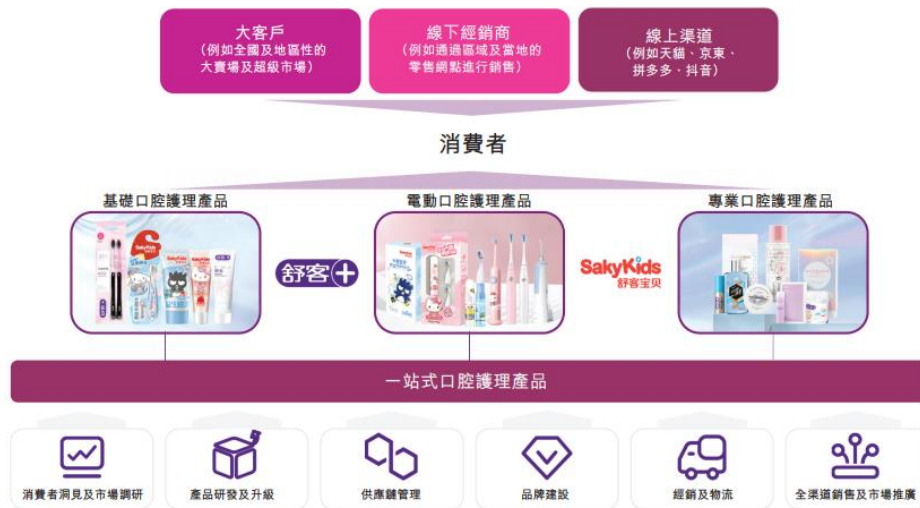 大客戶
（例如全國及地區性的
大賣場及超級市場）
線下經銷商
（例如通過區域及當地的
零售網點進行銷售）
線上渠道
（例如天貓、京東、
拼多多、抖音）
消費者
基礎口腔護理產品
電動口腔護理產品
專業口腔護理產品
舒客
SakyKids
舒客宝贝
一站式口腔護理產品
消費者洞見及市場調研
產品研發及升級
供應鏈管理
品牌建設
經銷及物流
全渠道銷售及市場推廣